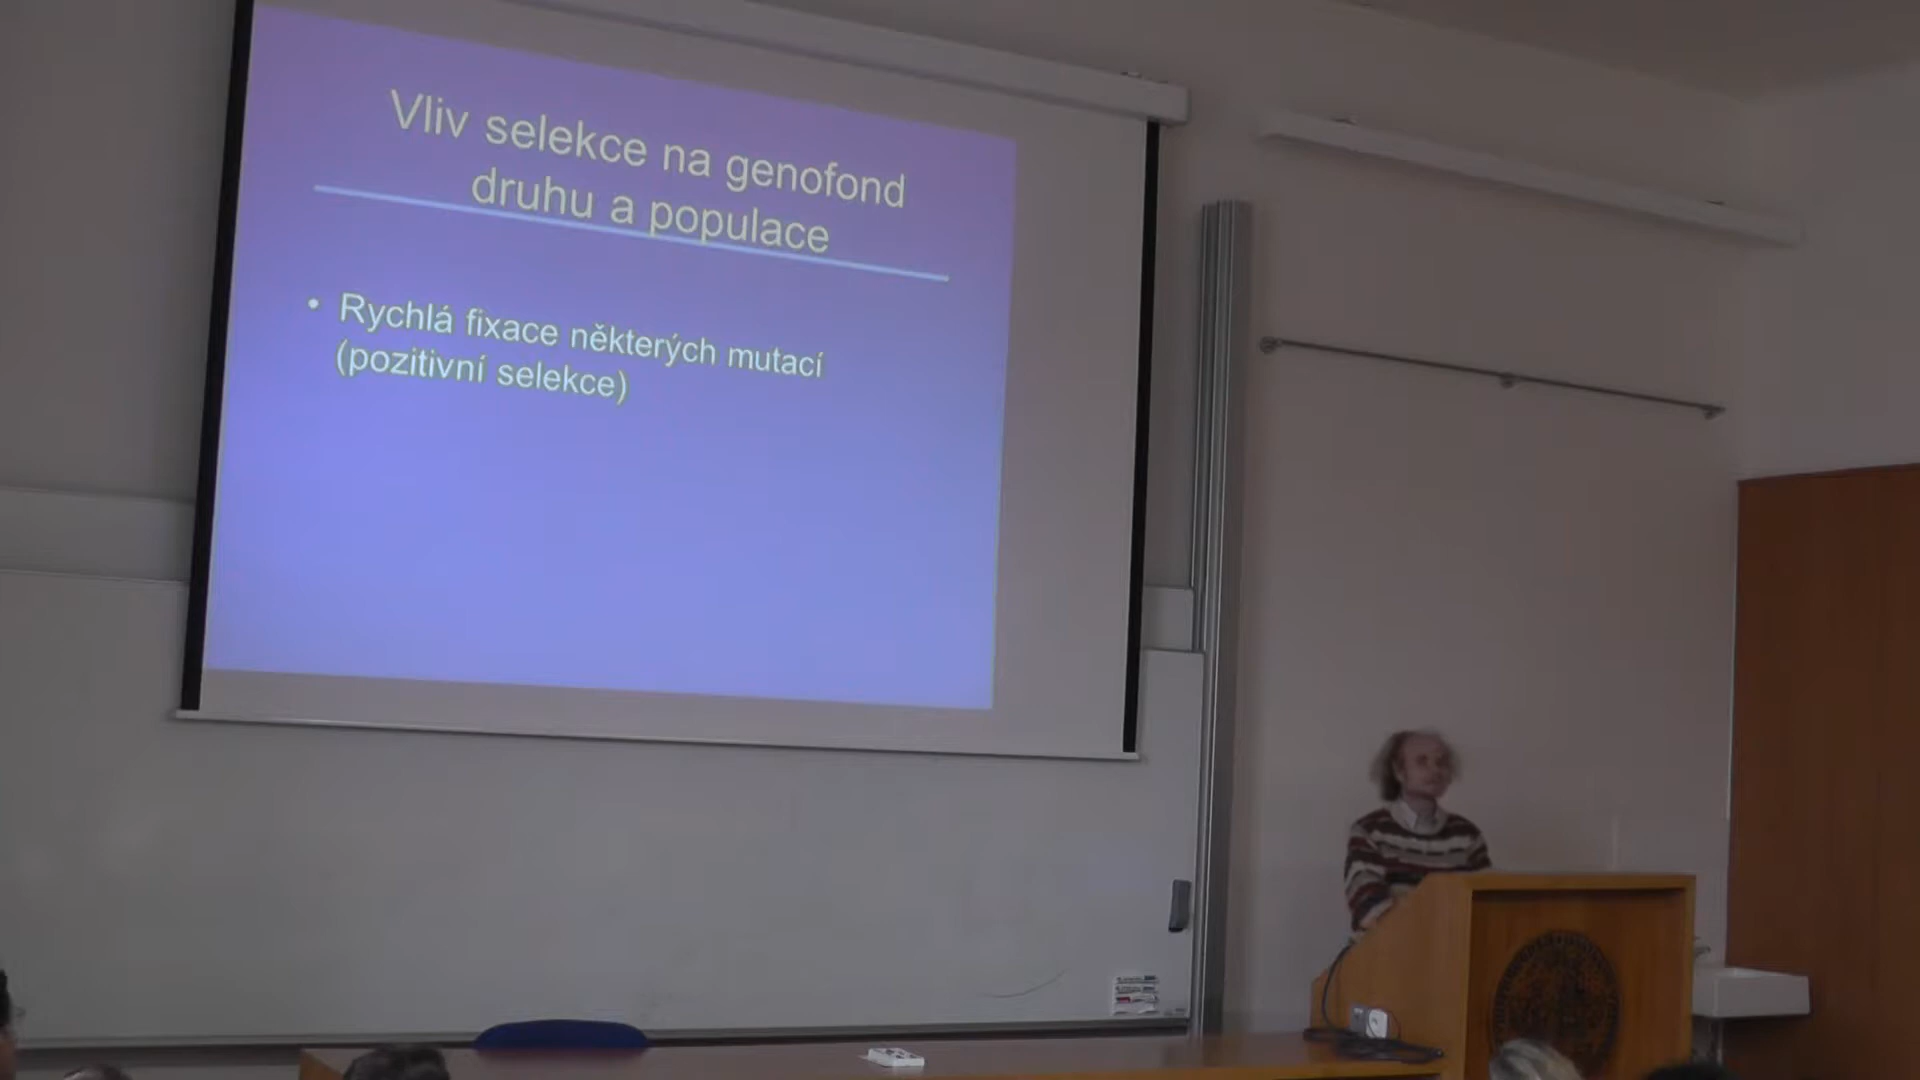 Vliv selekce na genofond
druhu a populace
• Rychlá fixace některých mutací
(pozitivní selekce)